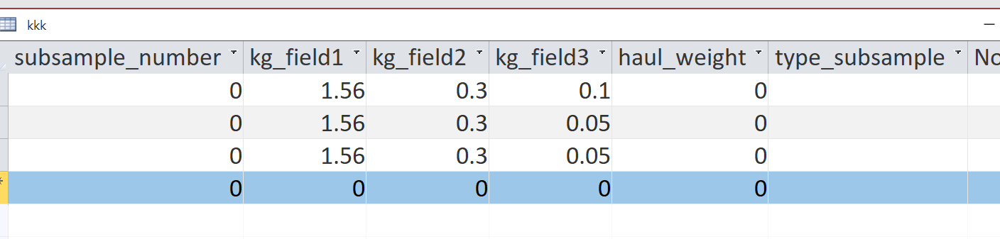 kkk
subsample_number kg_field1 kg_field2 kg_field3 haul_weight type_subsample No
0 1.56 0.3 0.1 0
0 1.56 0.3 0.05 0
0 1.56 0.3 0.05 0
0 0 0 0 0